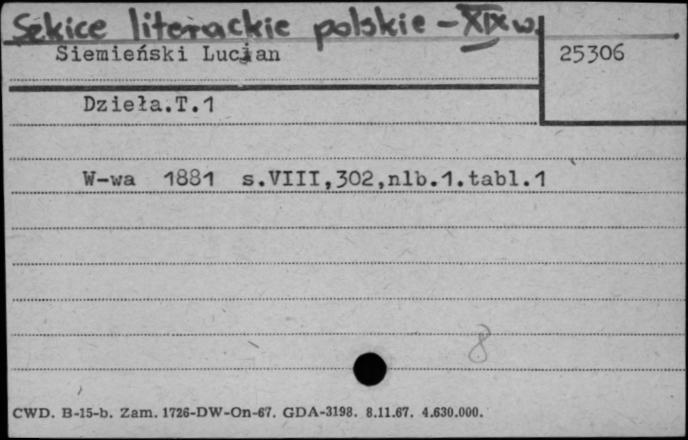 Szkice literackie polskie - XIX w.
Siemieński Lucjan
25306
Dzieła.T.1
W-wa 1881 s.VIII,302,nlb.1.tabl.1
8
CWD. B-15-b. Zam. 1726-DW-On-67. GDA-3198. 8.11.67. 4.630.000.